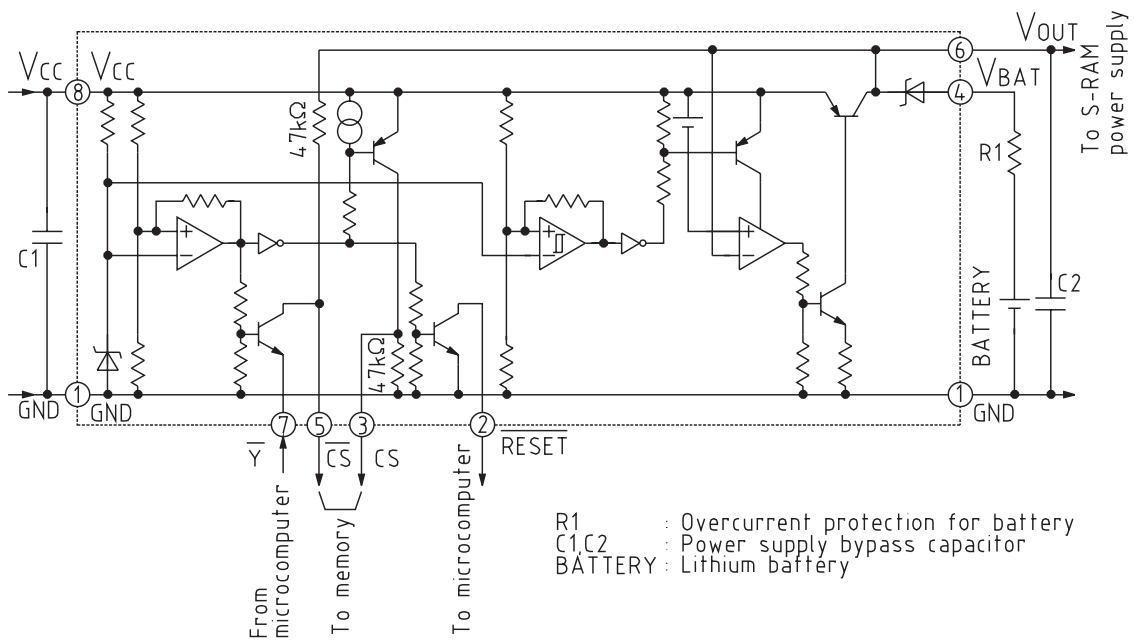 VOUT
6
VCC
VCC
8
VBAT
4
To S-RAM
power supply
47kΩ
R1
+
−
+
−
+
−
C1
C2
BATTERY
47kΩ
1
1
GND
GND
GND
7
5
3
2
Y
CS
CS
RESET
From
microcomputer
To memory
To microcomputer
R1 : Overcurrent protection for battery
C1,C2 : Power supply bypass capacitor
BATTERY : Lithium battery